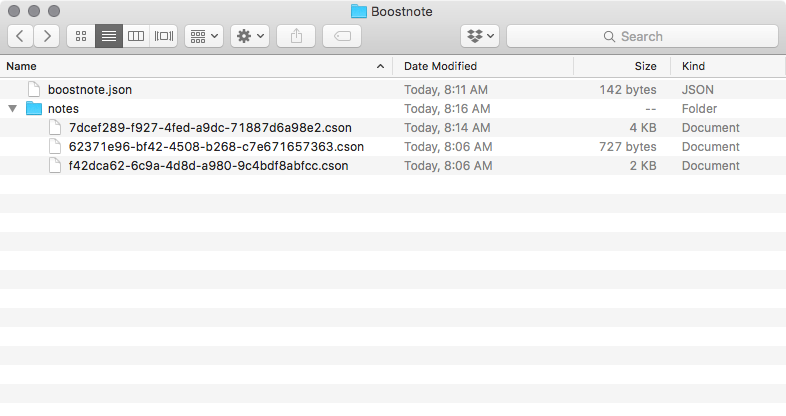 Boostnote
Search
Name Date Modified Size Kind
boostnote.json Today, 8:11 AM 142 bytes JSON
notes Today, 8:16 AM -- Folder
7dcef289-f927-4fed-a9dc-71887d6a98e2.cson Today, 8:14 AM 4 KB Document
62371e96-bf42-4508-b268-c7e671657363.cson Today, 8:06 AM 727 bytes Document
f42dca62-6c9a-4d8d-a980-9c4bdf8abfcc.cson Today, 8:06 AM 2 KB Document